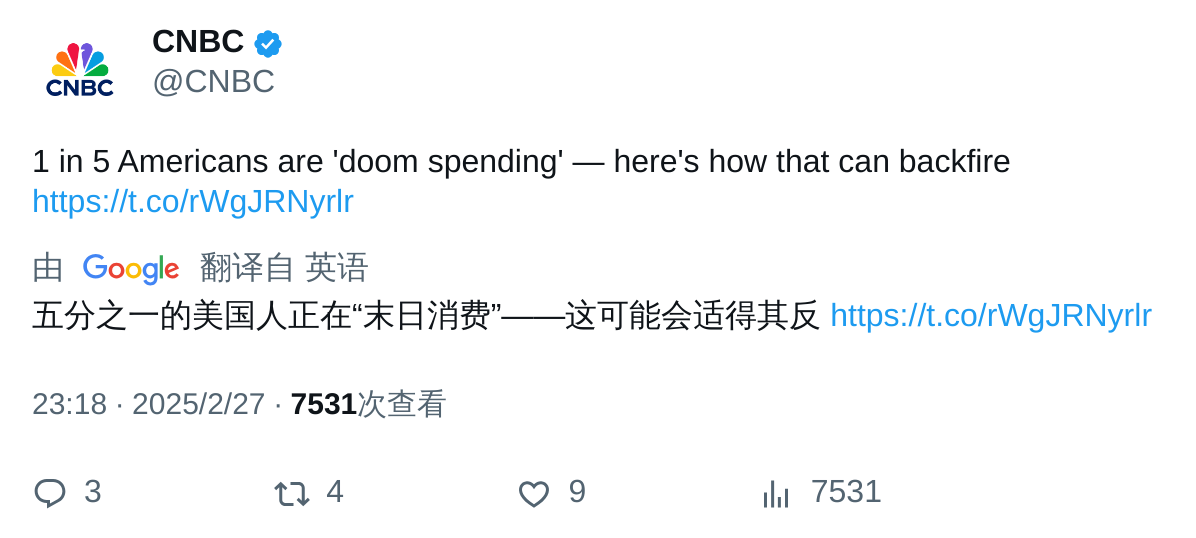 CNBC
CNBC
@CNBC
1 in 5 Americans are 'doom spending' — here's how that can backfire
https://t.co/rWgJRNyrlr
由 Google 翻译自 英语
五分之一的美国人正在“末日消费”——这可能会适得其反 https://t.co/rWgJRNyrlr
23:18 · 2025/2/27 · 7531次查看
3 4 9 7531